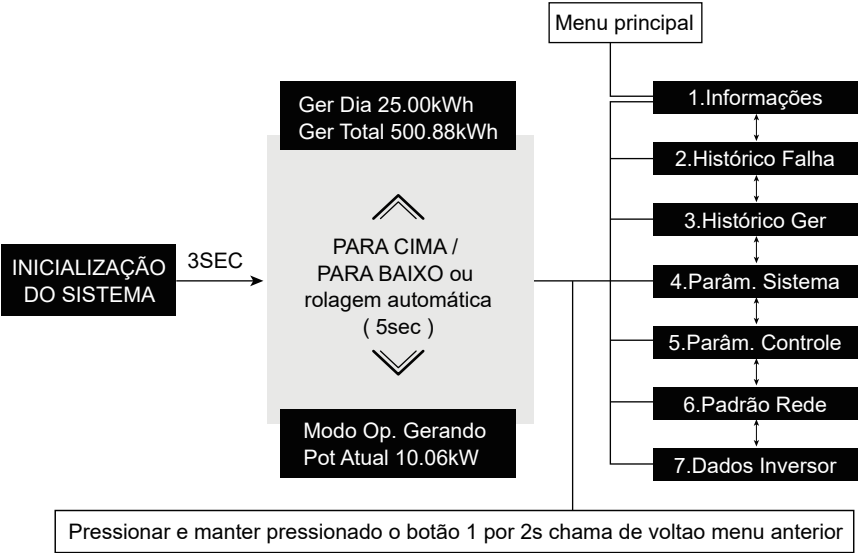 Menu principal
Ger Dia 25.00kWh
Ger Total 500.88kWh
1.Informações
2.Histórico Falha
3.Histórico Ger
4.Parâm. Sistema
5.Parâm. Controle
6.Padrão Rede
7.Dados Inversor
INICIALIZAÇÃO
DO SISTEMA
3SEC
PARA CIMA /
PARA BAIXO ou
rolagem automática
( 5sec )
Modo Op. Gerando
Pot Atual 10.06kW
Pressionar e manter pressionado o botão 1 por 2s chama de voltao menu anterior